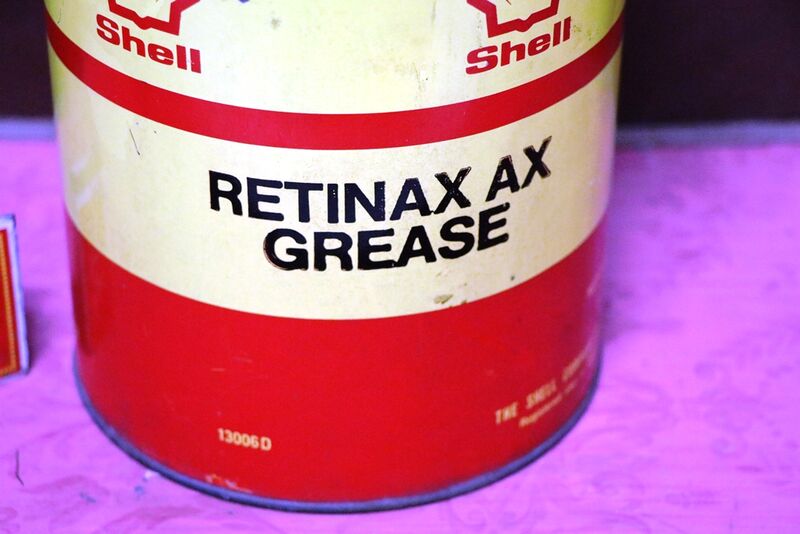 Shell
Shell
RETINAX AX
GREASE
13006D
THE SHELL